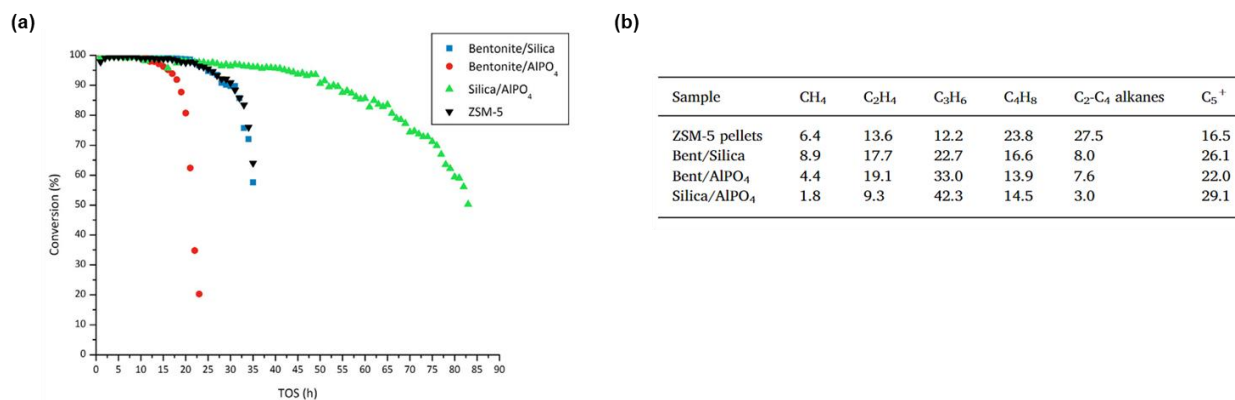 (a)
Conversion (%)
100
90
80
70
60
50
40
30
20
10
0
0 5 10 15 20 25 30 35 40 45 50 55 60 65 70 75 80 85 90
TOS (h)
Bentonite/Silica
Bentonite/AlPO₄
Silica/AlPO₄
ZSM-5
(b)
Sample CH₄ C₂H₄ C₃H₆ C₄H₈ C₂-C₄ alkanes C₅⁺
ZSM-5 pellets 6.4 13.6 12.2 23.8 27.5 16.5
Bent/Silica 8.9 17.7 22.7 16.6 8.0 26.1
Bent/AlPO₄ 4.4 19.1 33.0 13.9 7.6 22.0
Silica/AlPO₄ 1.8 9.3 42.3 14.5 3.0 29.1